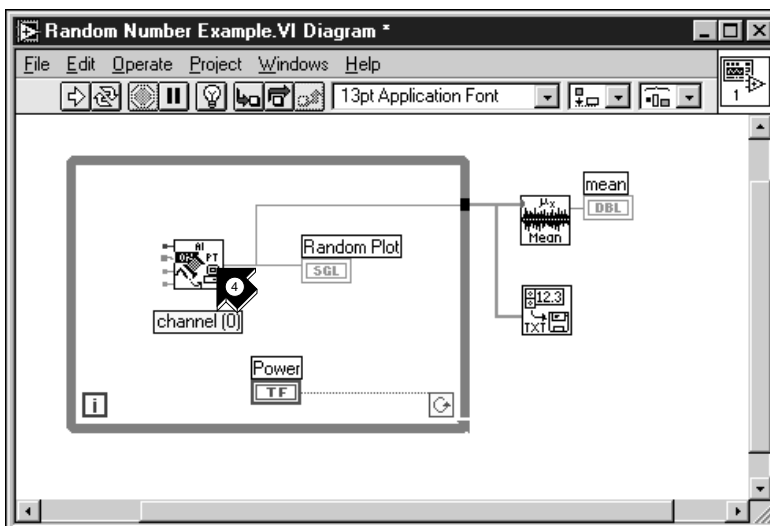 Random Number Example.VI Diagram *
File Edit Operate Project Windows Help
13pt Application Font
1
mean
DBL
μx
Mean
AI
PT
Random Plot
SGL
4
12.3
TXT
channel (0)
Power
TF
i